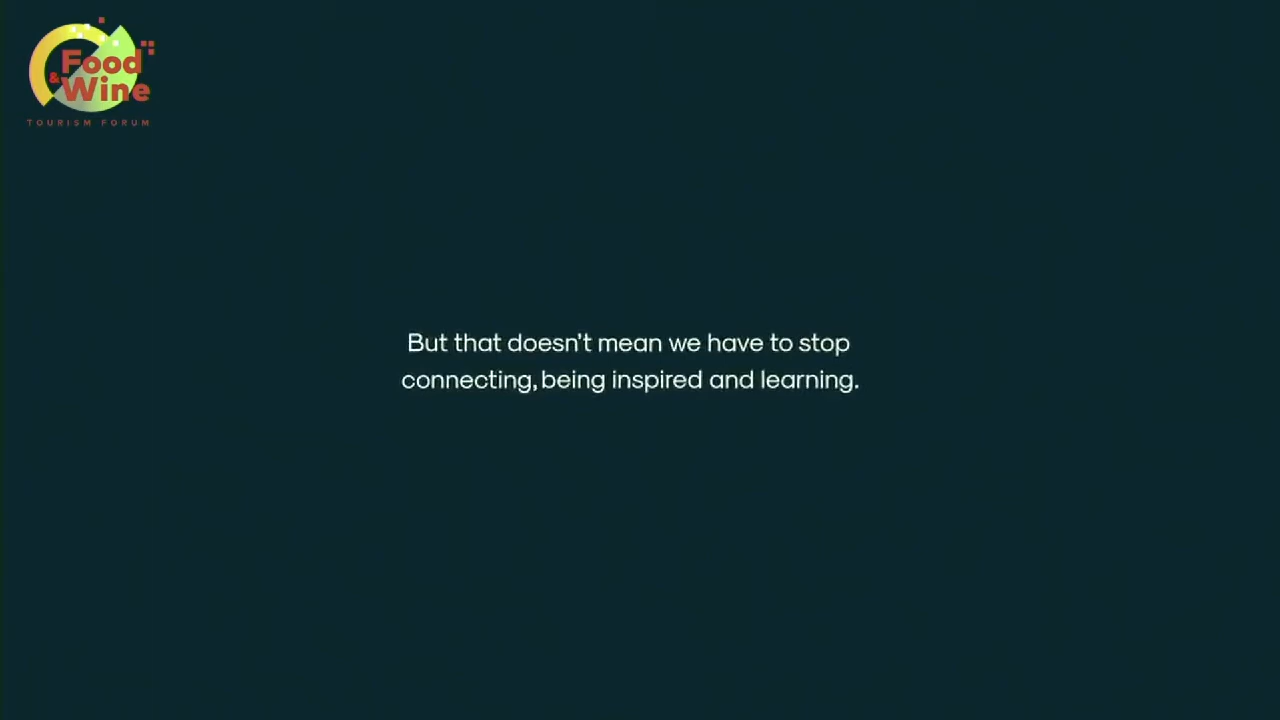 Food
& Wine
TOURISM FORUM
But that doesn't mean we have to stop
connecting, being inspired and learning.